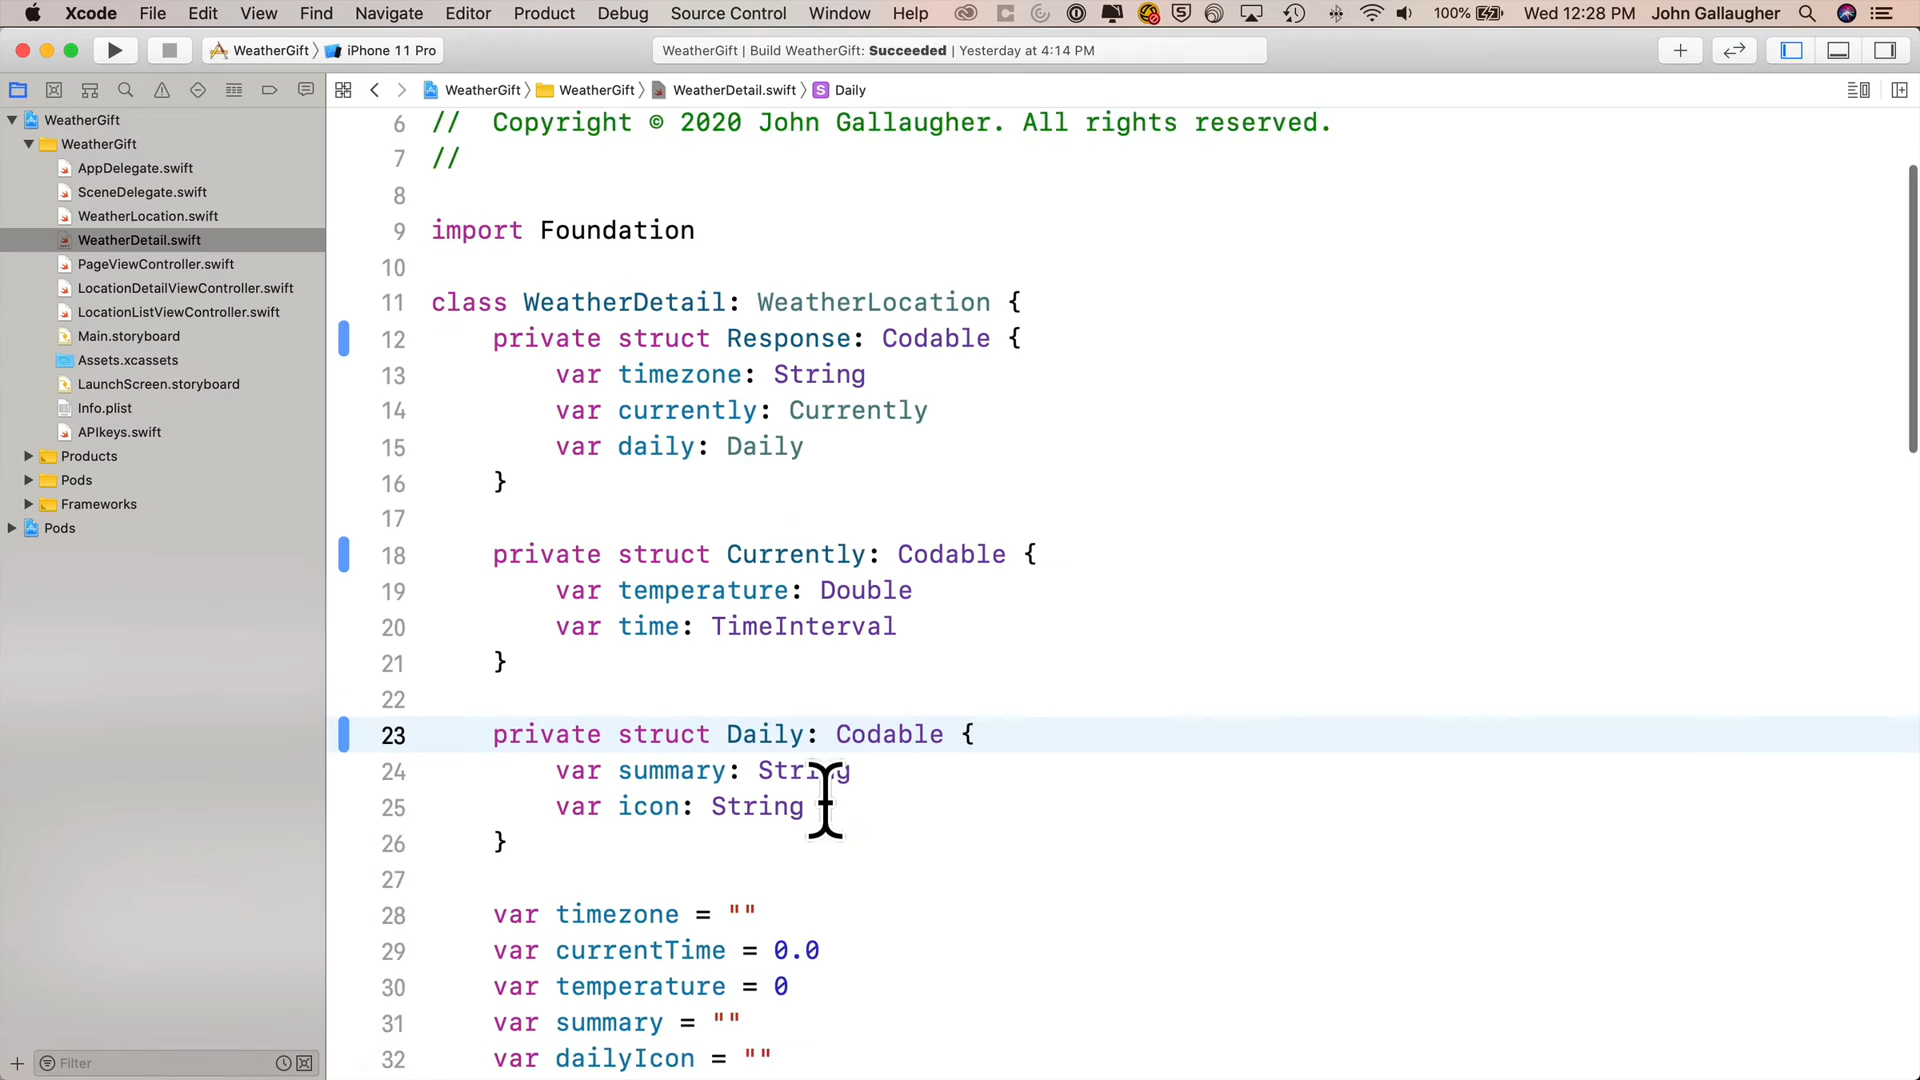 Xcode File Edit View Find Navigate Editor Product Debug Source Control Window Help 100% Wed 12:28 PM John Gallaugher
WeatherGift iPhone 11 Pro
WeatherGift | Build WeatherGift: Succeeded | Yesterday at 4:14 PM
WeatherGift WeatherGift WeatherDetail.swift S Daily
WeatherGift
WeatherGift
AppDelegate.swift
SceneDelegate.swift
WeatherLocation.swift
WeatherDetail.swift
PageViewController.swift
LocationDetailViewController.swift
LocationListViewController.swift
Main.storyboard
Assets.xcassets
LaunchScreen.storyboard
Info.plist
APIkeys.swift
Products
Pods
Frameworks
Pods
Filter
6 // Copyright © 2020 John Gallaugher. All rights reserved.
7 //
8
9 import Foundation
10
11 class WeatherDetail: WeatherLocation {
12 private struct Response: Codable {
13 var timezone: String
14 var currently: Currently
15 var daily: Daily
16 }
17
18 private struct Currently: Codable {
19 var temperature: Double
20 var time: TimeInterval
21 }
22
23 private struct Daily: Codable {
24 var summary: String
25 var icon: String
26 }
27
28 var timezone = ""
29 var currentTime = 0.0
30 var temperature = 0
31 var summary = ""
32 var dailyIcon = ""